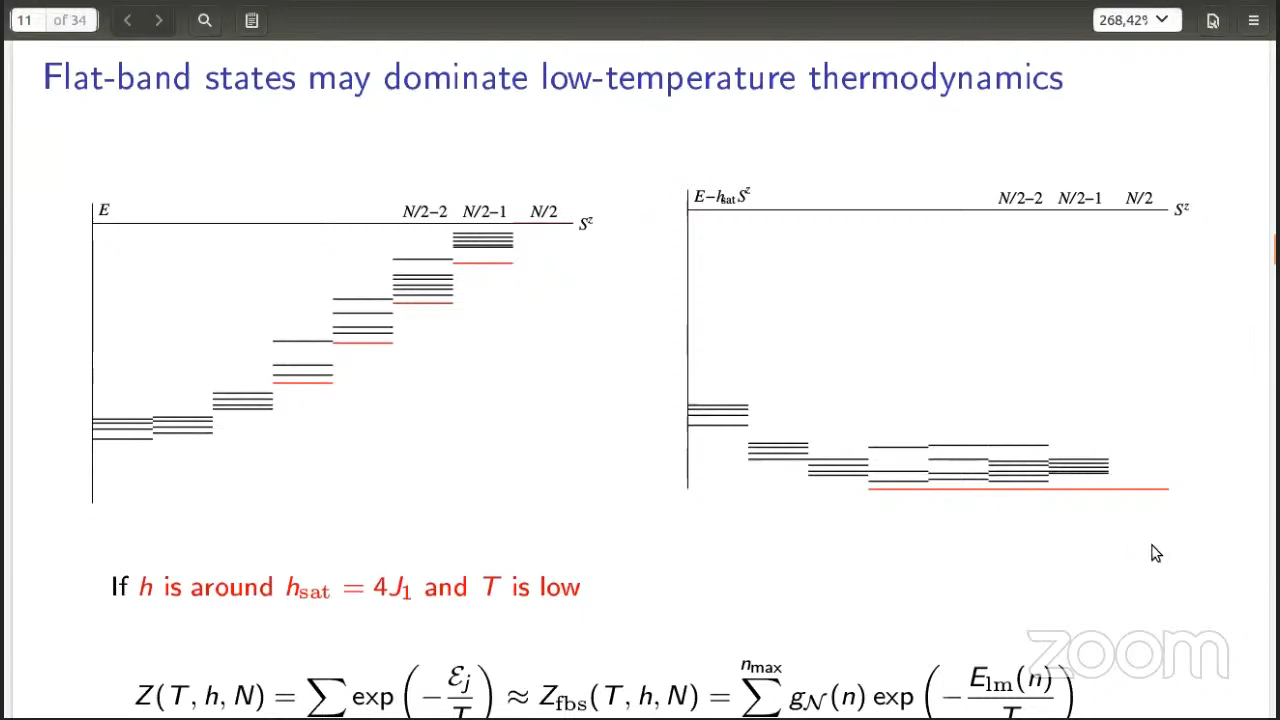 11 of 34
268,42%
Flat-band states may dominate low-temperature thermodynamics
E
N/2–2 N/2–1 N/2
S^z
E–h_sat S^z
N/2–2 N/2–1 N/2
S^z
If h is around h_sat = 4J_1 and T is low
Z(T, h, N) = ∑ exp (−ℰ_j/T) ≈ Z_fbs(T, h, N) = ∑^{n_max} g_𝒩(n) exp (−E_lm(n)/T)
zoom